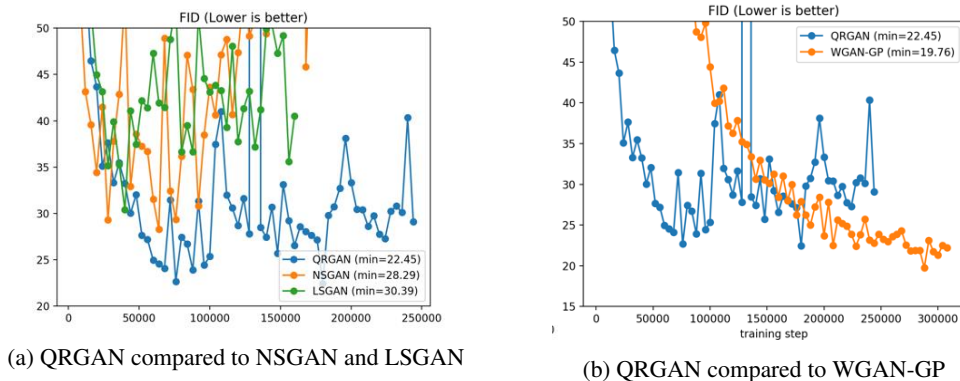 FID (Lower is better)
50
45
40
35
30
25
20
0
50000
100000
150000
200000
250000
QRGAN (min=22.45)
NSGAN (min=28.29)
LSGAN (min=30.39)
(a) QRGAN compared to NSGAN and LSGAN
FID (Lower is better)
50
45
40
35
30
25
20
15
0
50000
100000
150000
200000
250000
300000
training step
QRGAN (min=22.45)
WGAN-GP (min=19.76)
(b) QRGAN compared to WGAN-GP